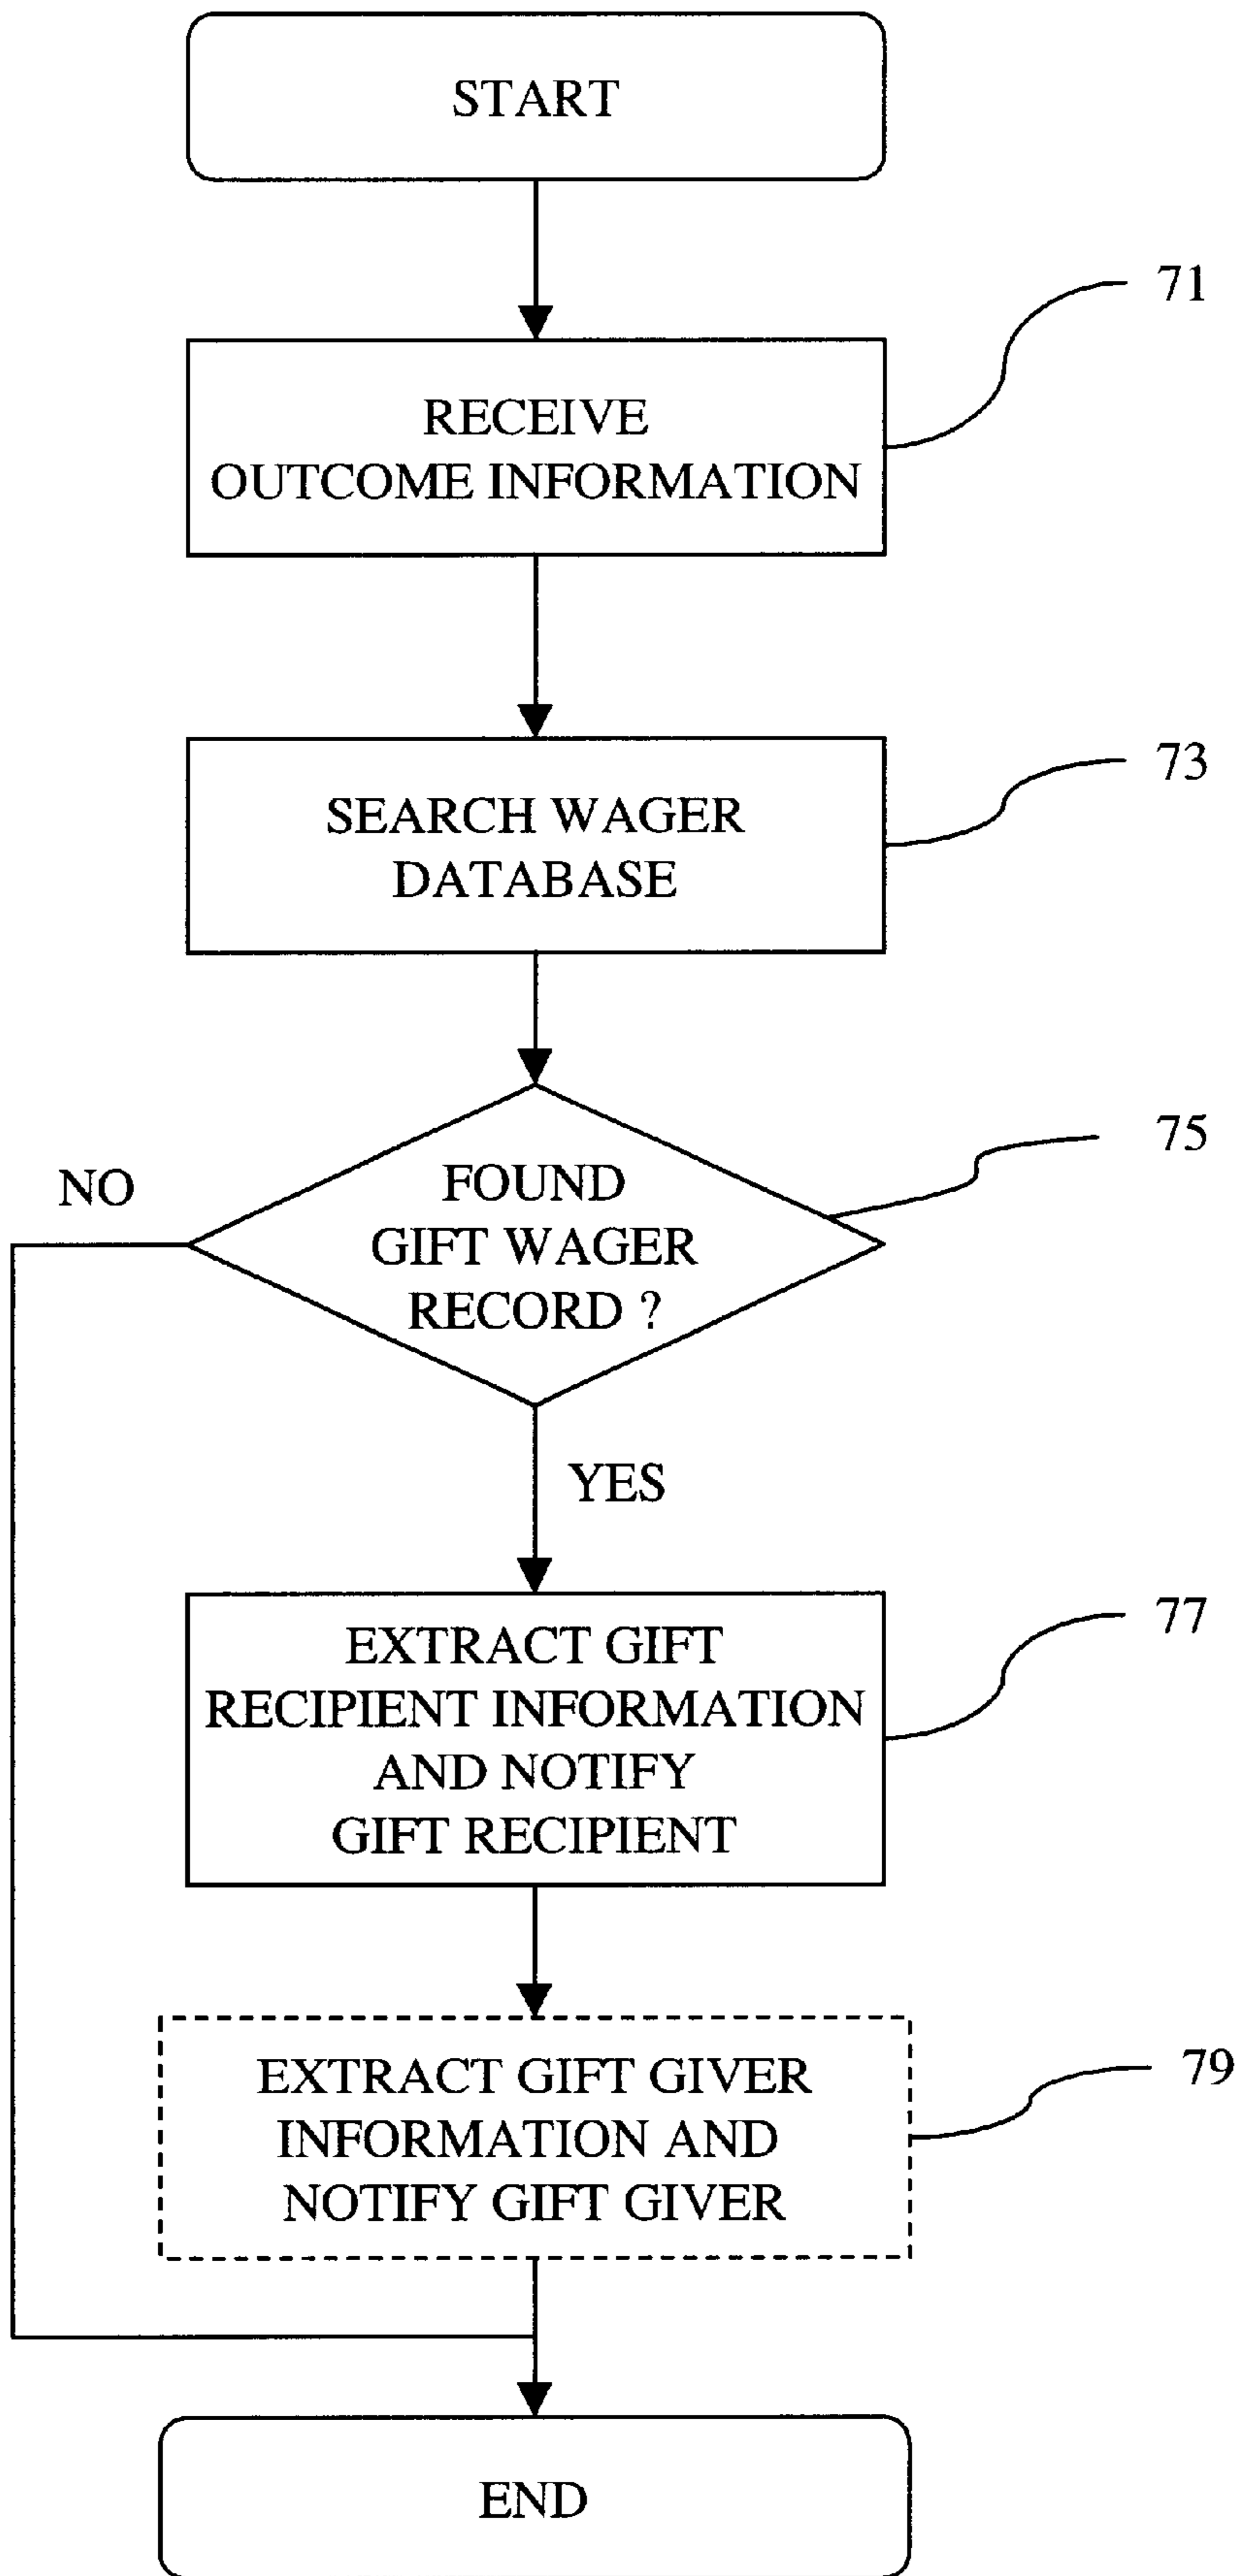 START
71
RECEIVE
OUTCOME INFORMATION
73
SEARCH WAGER
DATABASE
75
NO
FOUND
GIFT WAGER
RECORD ?
YES
77
EXTRACT GIFT
RECIPIENT INFORMATION
AND NOTIFY
GIFT RECIPIENT
79
EXTRACT GIFT GIVER
INFORMATION AND
NOTIFY GIFT GIVER
END